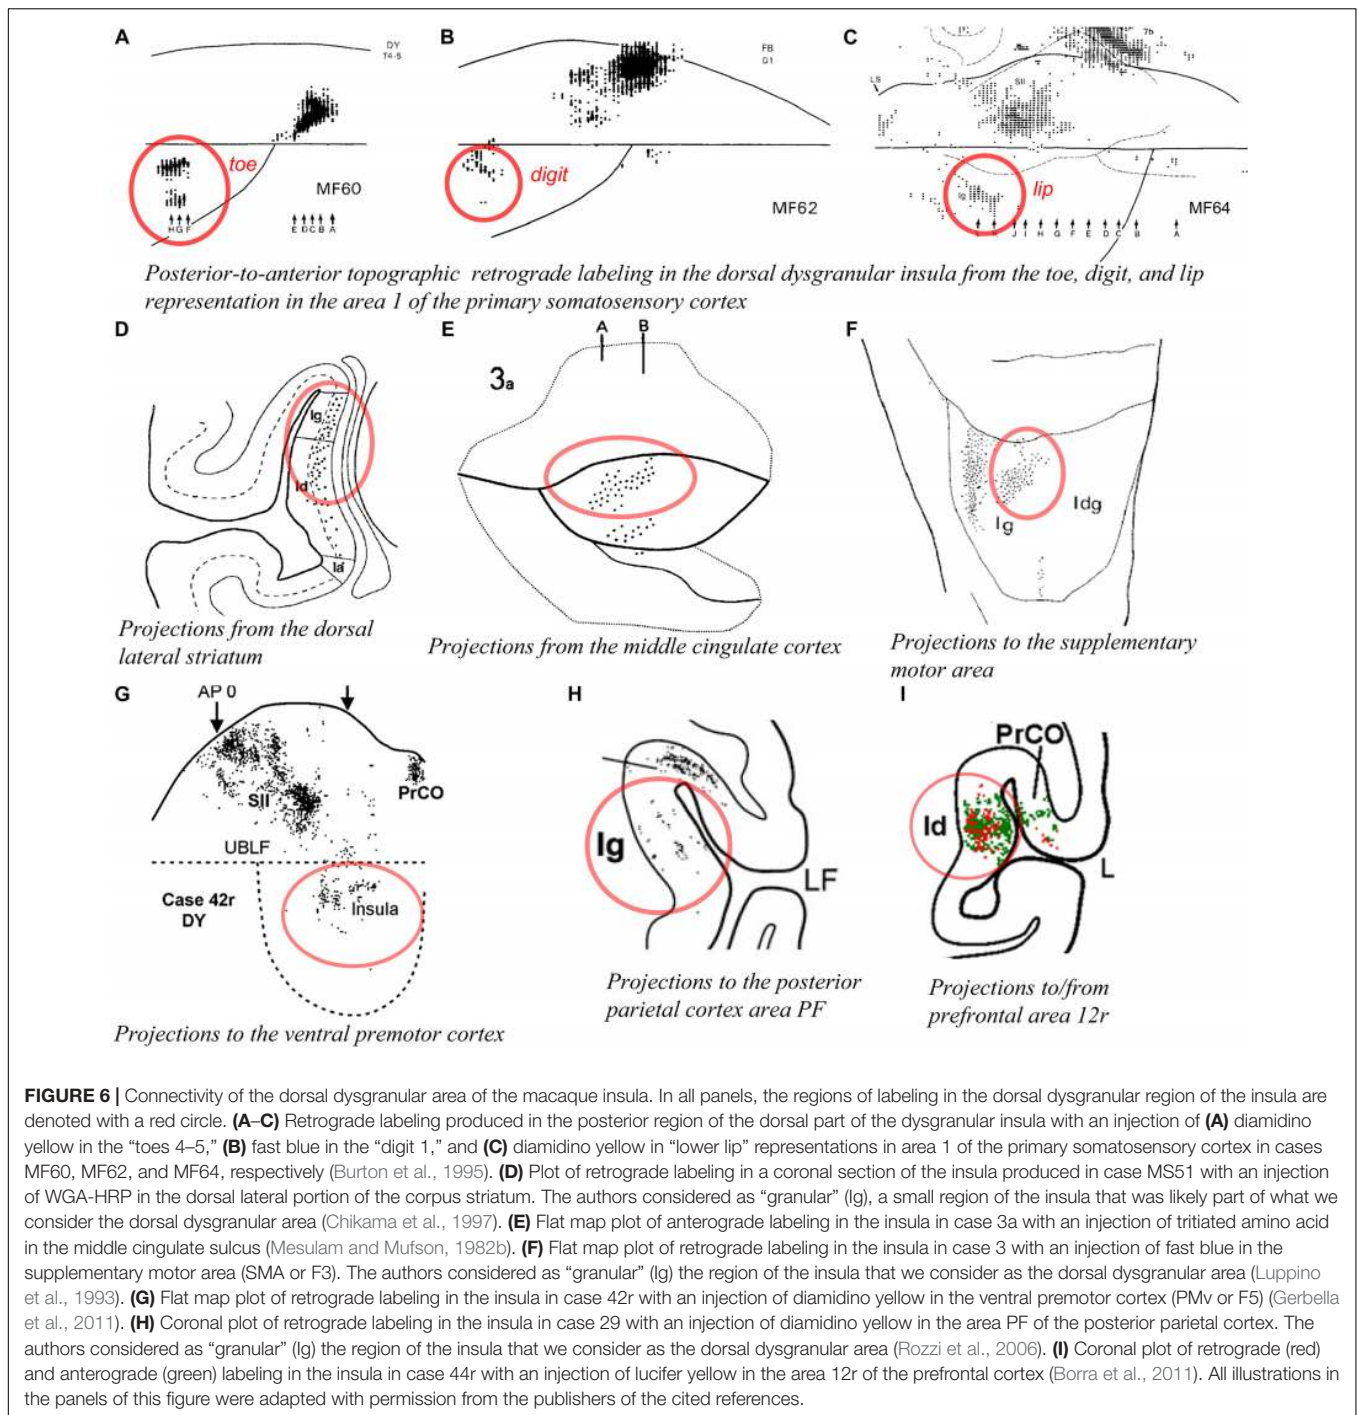 A
DY
T4-5
toe
MF60
H G F
E D C B A
B
FB
D1
digit
MF62
C
7b
LS
SII
Ig
lip
MF64
J I H G F E D C B A
Posterior-to-anterior topographic retrograde labeling in the dorsal dysgranular insula from the toe, digit, and lip
representation in the area 1 of the primary somatosensory cortex
D
Ig
Id
Ia
Projections from the dorsal
lateral striatum
E
A B
3a
Projections from the middle cingulate cortex
F
Ig
Idg
Projections to the supplementary
motor area
G
AP 0
SII
PrCO
UBLF
Case 42r
DY
Insula
Projections to the ventral premotor cortex
H
Ig
LF
Projections to the posterior
parietal cortex area PF
I
PrCO
Id
L
Projections to/from
prefrontal area 12r
FIGURE 6 | Connectivity of the dorsal dysgranular area of the macaque insula. In all panels, the regions of labeling in the dorsal dysgranular region of the insula are
denoted with a red circle. (A–C) Retrograde labeling produced in the posterior region of the dorsal part of the dysgranular insula with an injection of (A) diamidino
yellow in the “toes 4–5,” (B) fast blue in the “digit 1,” and (C) diamidino yellow in “lower lip” representations in area 1 of the primary somatosensory cortex in cases
MF60, MF62, and MF64, respectively (Burton et al., 1995). (D) Plot of retrograde labeling in a coronal section of the insula produced in case MS51 with an injection
of WGA-HRP in the dorsal lateral portion of the corpus striatum. The authors considered as “granular” (Ig), a small region of the insula that was likely part of what we
consider the dorsal dysgranular area (Chikama et al., 1997). (E) Flat map plot of anterograde labeling in the insula in case 3a with an injection of tritiated amino acid
in the middle cingulate sulcus (Mesulam and Mufson, 1982b). (F) Flat map plot of retrograde labeling in the insula in case 3 with an injection of fast blue in the
supplementary motor area (SMA or F3). The authors considered as “granular” (Ig) the region of the insula that we consider as the dorsal dysgranular area (Luppino
et al., 1993). (G) Flat map plot of retrograde labeling in the insula in case 42r with an injection of diamidino yellow in the ventral premotor cortex (PMv or F5) (Gerbella
et al., 2011). (H) Coronal plot of retrograde labeling in the insula in case 29 with an injection of diamidino yellow in the area PF of the posterior parietal cortex. The
authors considered as “granular” (Ig) the region of the insula that we consider as the dorsal dysgranular area (Rozzi et al., 2006). (I) Coronal plot of retrograde (red)
and anterograde (green) labeling in the insula in case 44r with an injection of lucifer yellow in the area 12r of the prefrontal cortex (Borra et al., 2011). All illustrations in
the panels of this figure were adapted with permission from the publishers of the cited references.